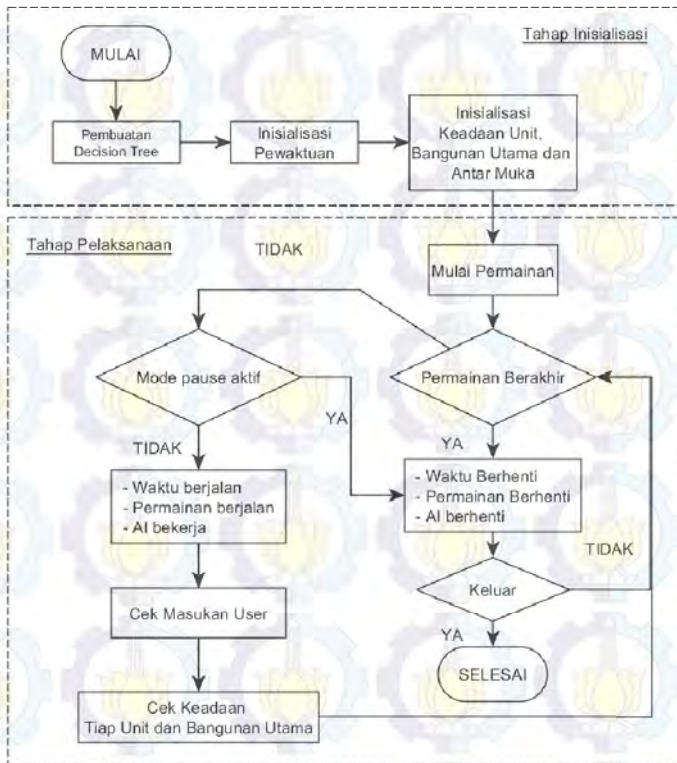 Tahap Inisialisasi
MULAI
Pembuatan
Decision Tree
Inisialisasi
Pewaktuan
Inisialisasi
Keadaan Unit,
Bangunan Utama dan
Antar Muka
Tahap Pelaksanaan
TIDAK
Mulai Permainan
Mode pause aktif
Permainan Berakhir
YA
TIDAK
YA
- Waktu berjalan
- Permainan berjalan
- AI bekerja
- Waktu Berhenti
- Permainan Berhenti
- AI berhenti
TIDAK
Cek Masukan User
Keluar
YA
SELESAI
Cek Keadaan
Tiap Unit dan Bangunan Utama